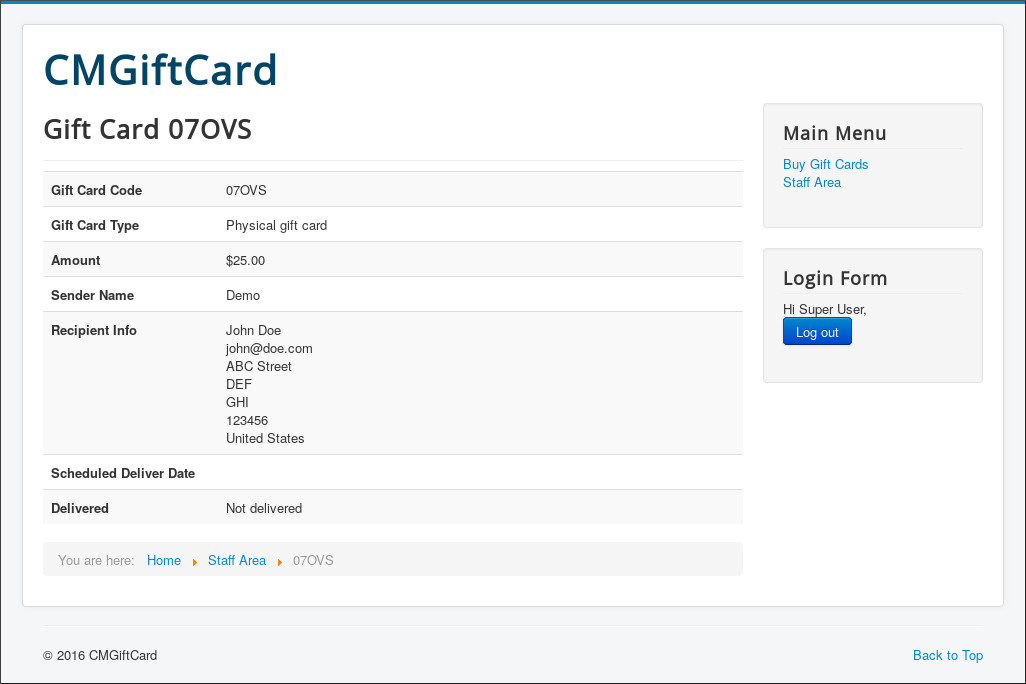 CMGiftCard
Gift Card 07OVS
Gift Card Code 07OVS
Gift Card Type Physical gift card
Amount $25.00
Sender Name Demo
Recipient Info John Doe
john@doe.com
ABC Street
DEF
GHI
123456
United States
Scheduled Deliver Date
Delivered Not delivered
You are here: Home Staff Area 07OVS
Main Menu
Buy Gift Cards
Staff Area
Login Form
Hi Super User,
Log out
© 2016 CMGiftCard
Back to Top